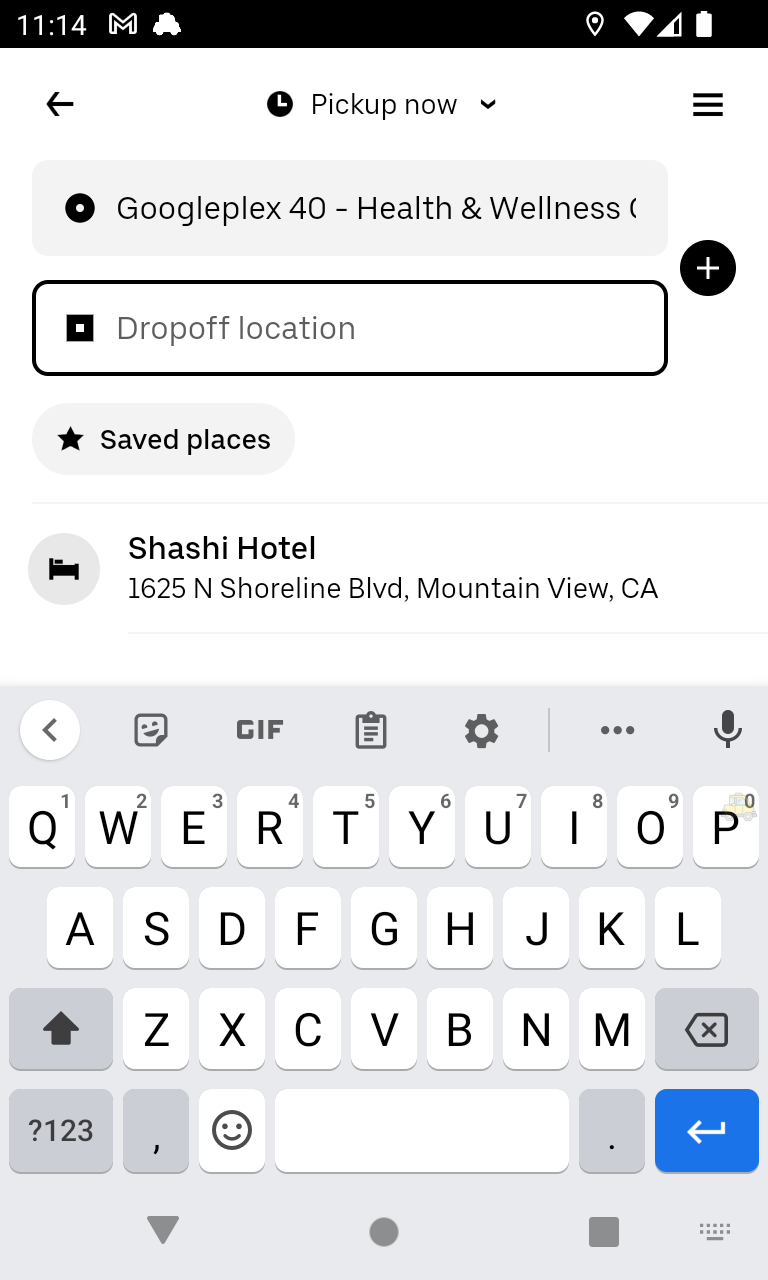 11:14
Pickup now
Googleplex 40 - Health & Wellness
Dropoff location
Saved places
Shashi Hotel
1625 N Shoreline Blvd, Mountain View, CA
GIF
Q 1 W 2 E 3 R 4 T 5 Y 6 U 7 I 8 O 9 P 0
A S D F G H J K L
Z X C V B N M
?123 , .